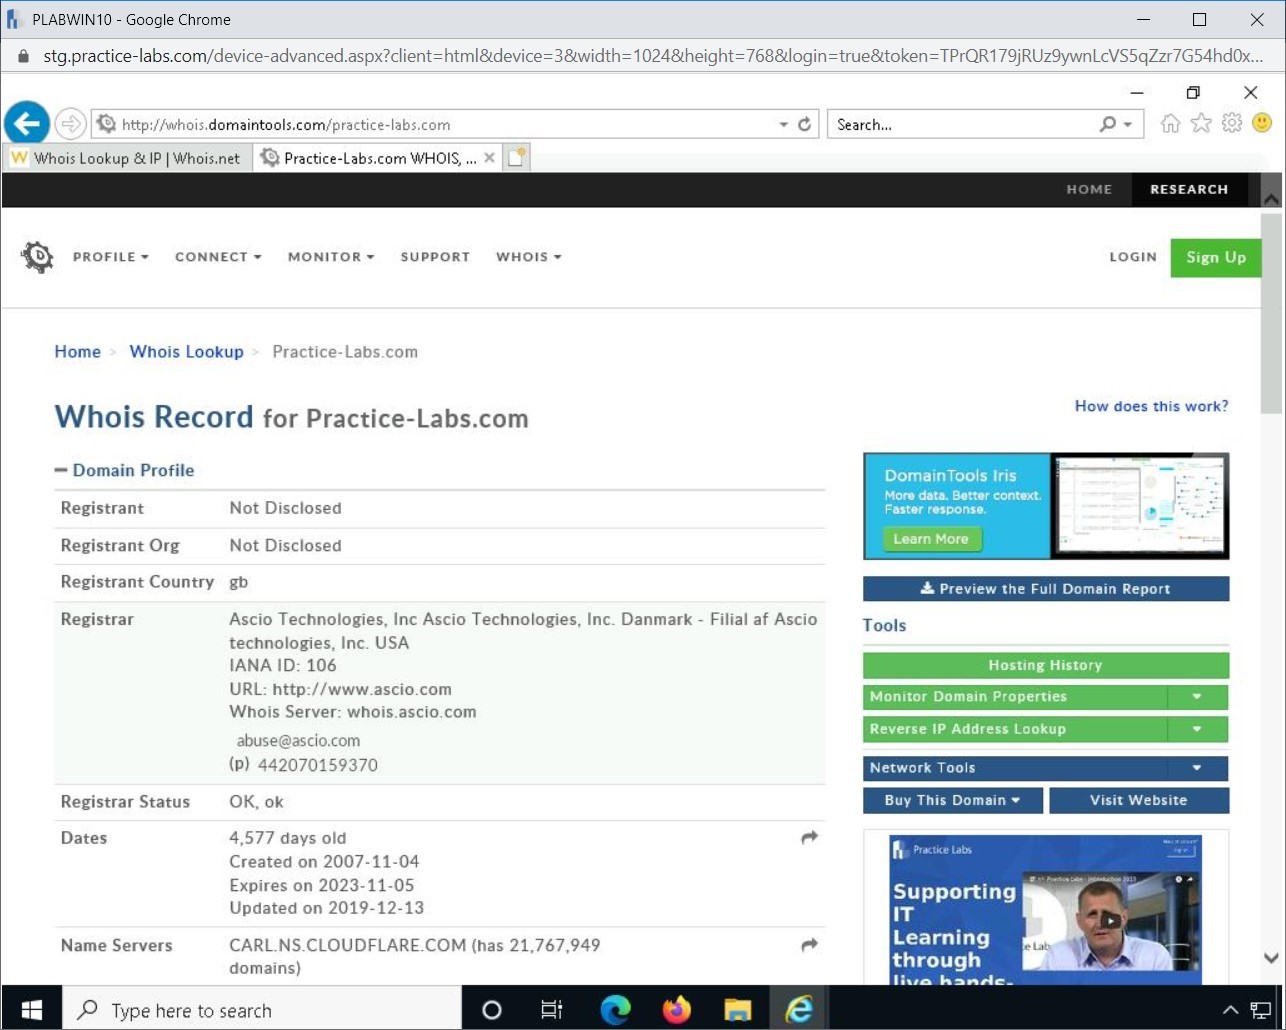 PLABWIN10 - Google Chrome
stg.practice-labs.com/device-advanced.aspx?client=html&device=3&width=1024&height=768&login=true&token=TPrQR179jRUz9ywnLcVS5qZzr7G54hd0x...
http://whois.domaintools.com/practice-labs.com
Search...
Whois Lookup & IP | Whois.net
Practice-Labs.com WHOIS, ...
HOME
RESEARCH
PROFILE
CONNECT
MONITOR
SUPPORT
WHOIS
LOGIN
Sign Up
Home > Whois Lookup > Practice-Labs.com
Whois Record for Practice-Labs.com
How does this work?
Domain Profile
Registrant Not Disclosed
Registrant Org Not Disclosed
Registrant Country gb
Registrar Ascio Technologies, Inc Ascio Technologies, Inc. Danmark - Filial af Ascio
technologies, Inc. USA
IANA ID: 106
URL: http://www.ascio.com
Whois Server: whois.ascio.com
abuse@ascio.com
(p) 442070159370
Registrar Status OK, ok
Dates 4,577 days old
Created on 2007-11-04
Expires on 2023-11-05
Updated on 2019-12-13
Name Servers CARL.NS.CLOUDFLARE.COM (has 21,767,949
domains)
DomainTools Iris
More data. Better context.
Faster response.
Learn More
Preview the Full Domain Report
Tools
Hosting History
Monitor Domain Properties
Reverse IP Address Lookup
Network Tools
Buy This Domain
Visit Website
Practice Labs
Supporting
IT
Learning
through
live hands-
Type here to search